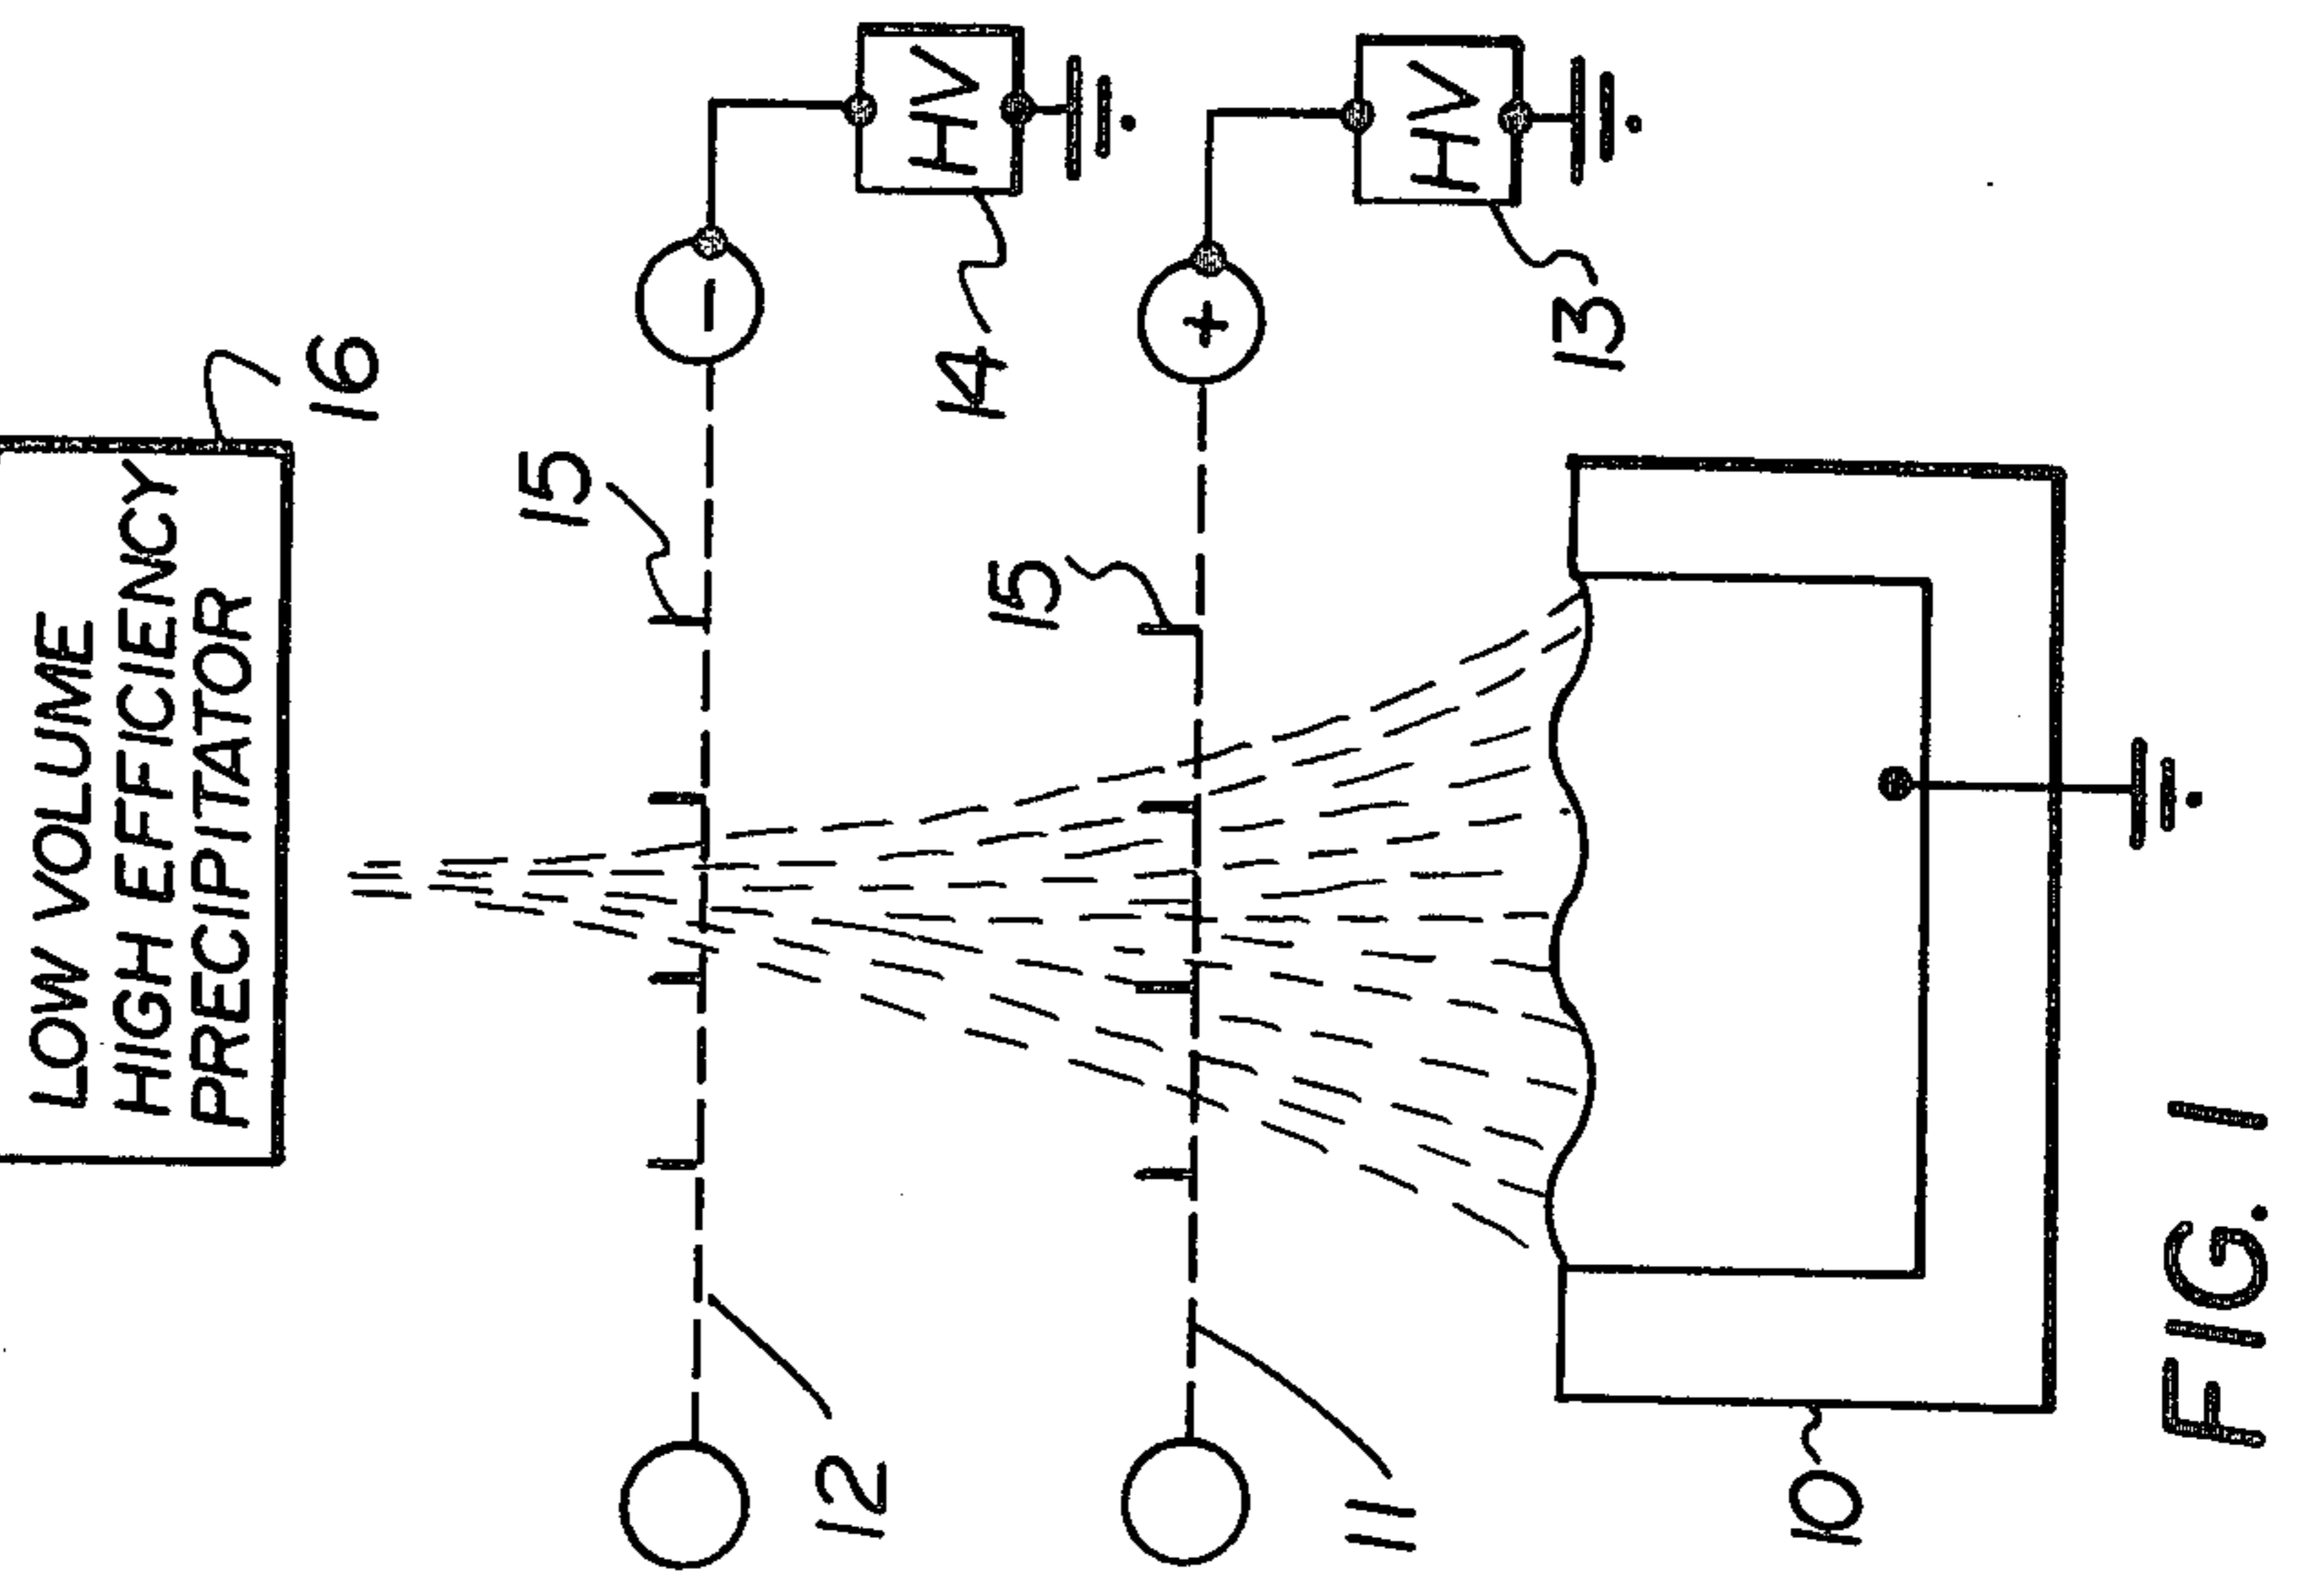 LOW VOLUME
HIGH EFFICIENCY
PRECIPITATOR
16
15
−
HV
14
15
+
HV
13
12
11
10
FIG. 1